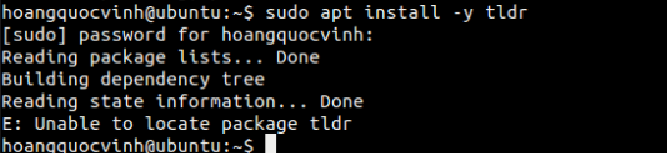 hoangquocvinh@ubuntu:~$ sudo apt install -y tldr
[sudo] password for hoangquocvinh:
Reading package lists... Done
Building dependency tree
Reading state information... Done
E: Unable to locate package tldr
hoangquocvinh@ubuntu:~$